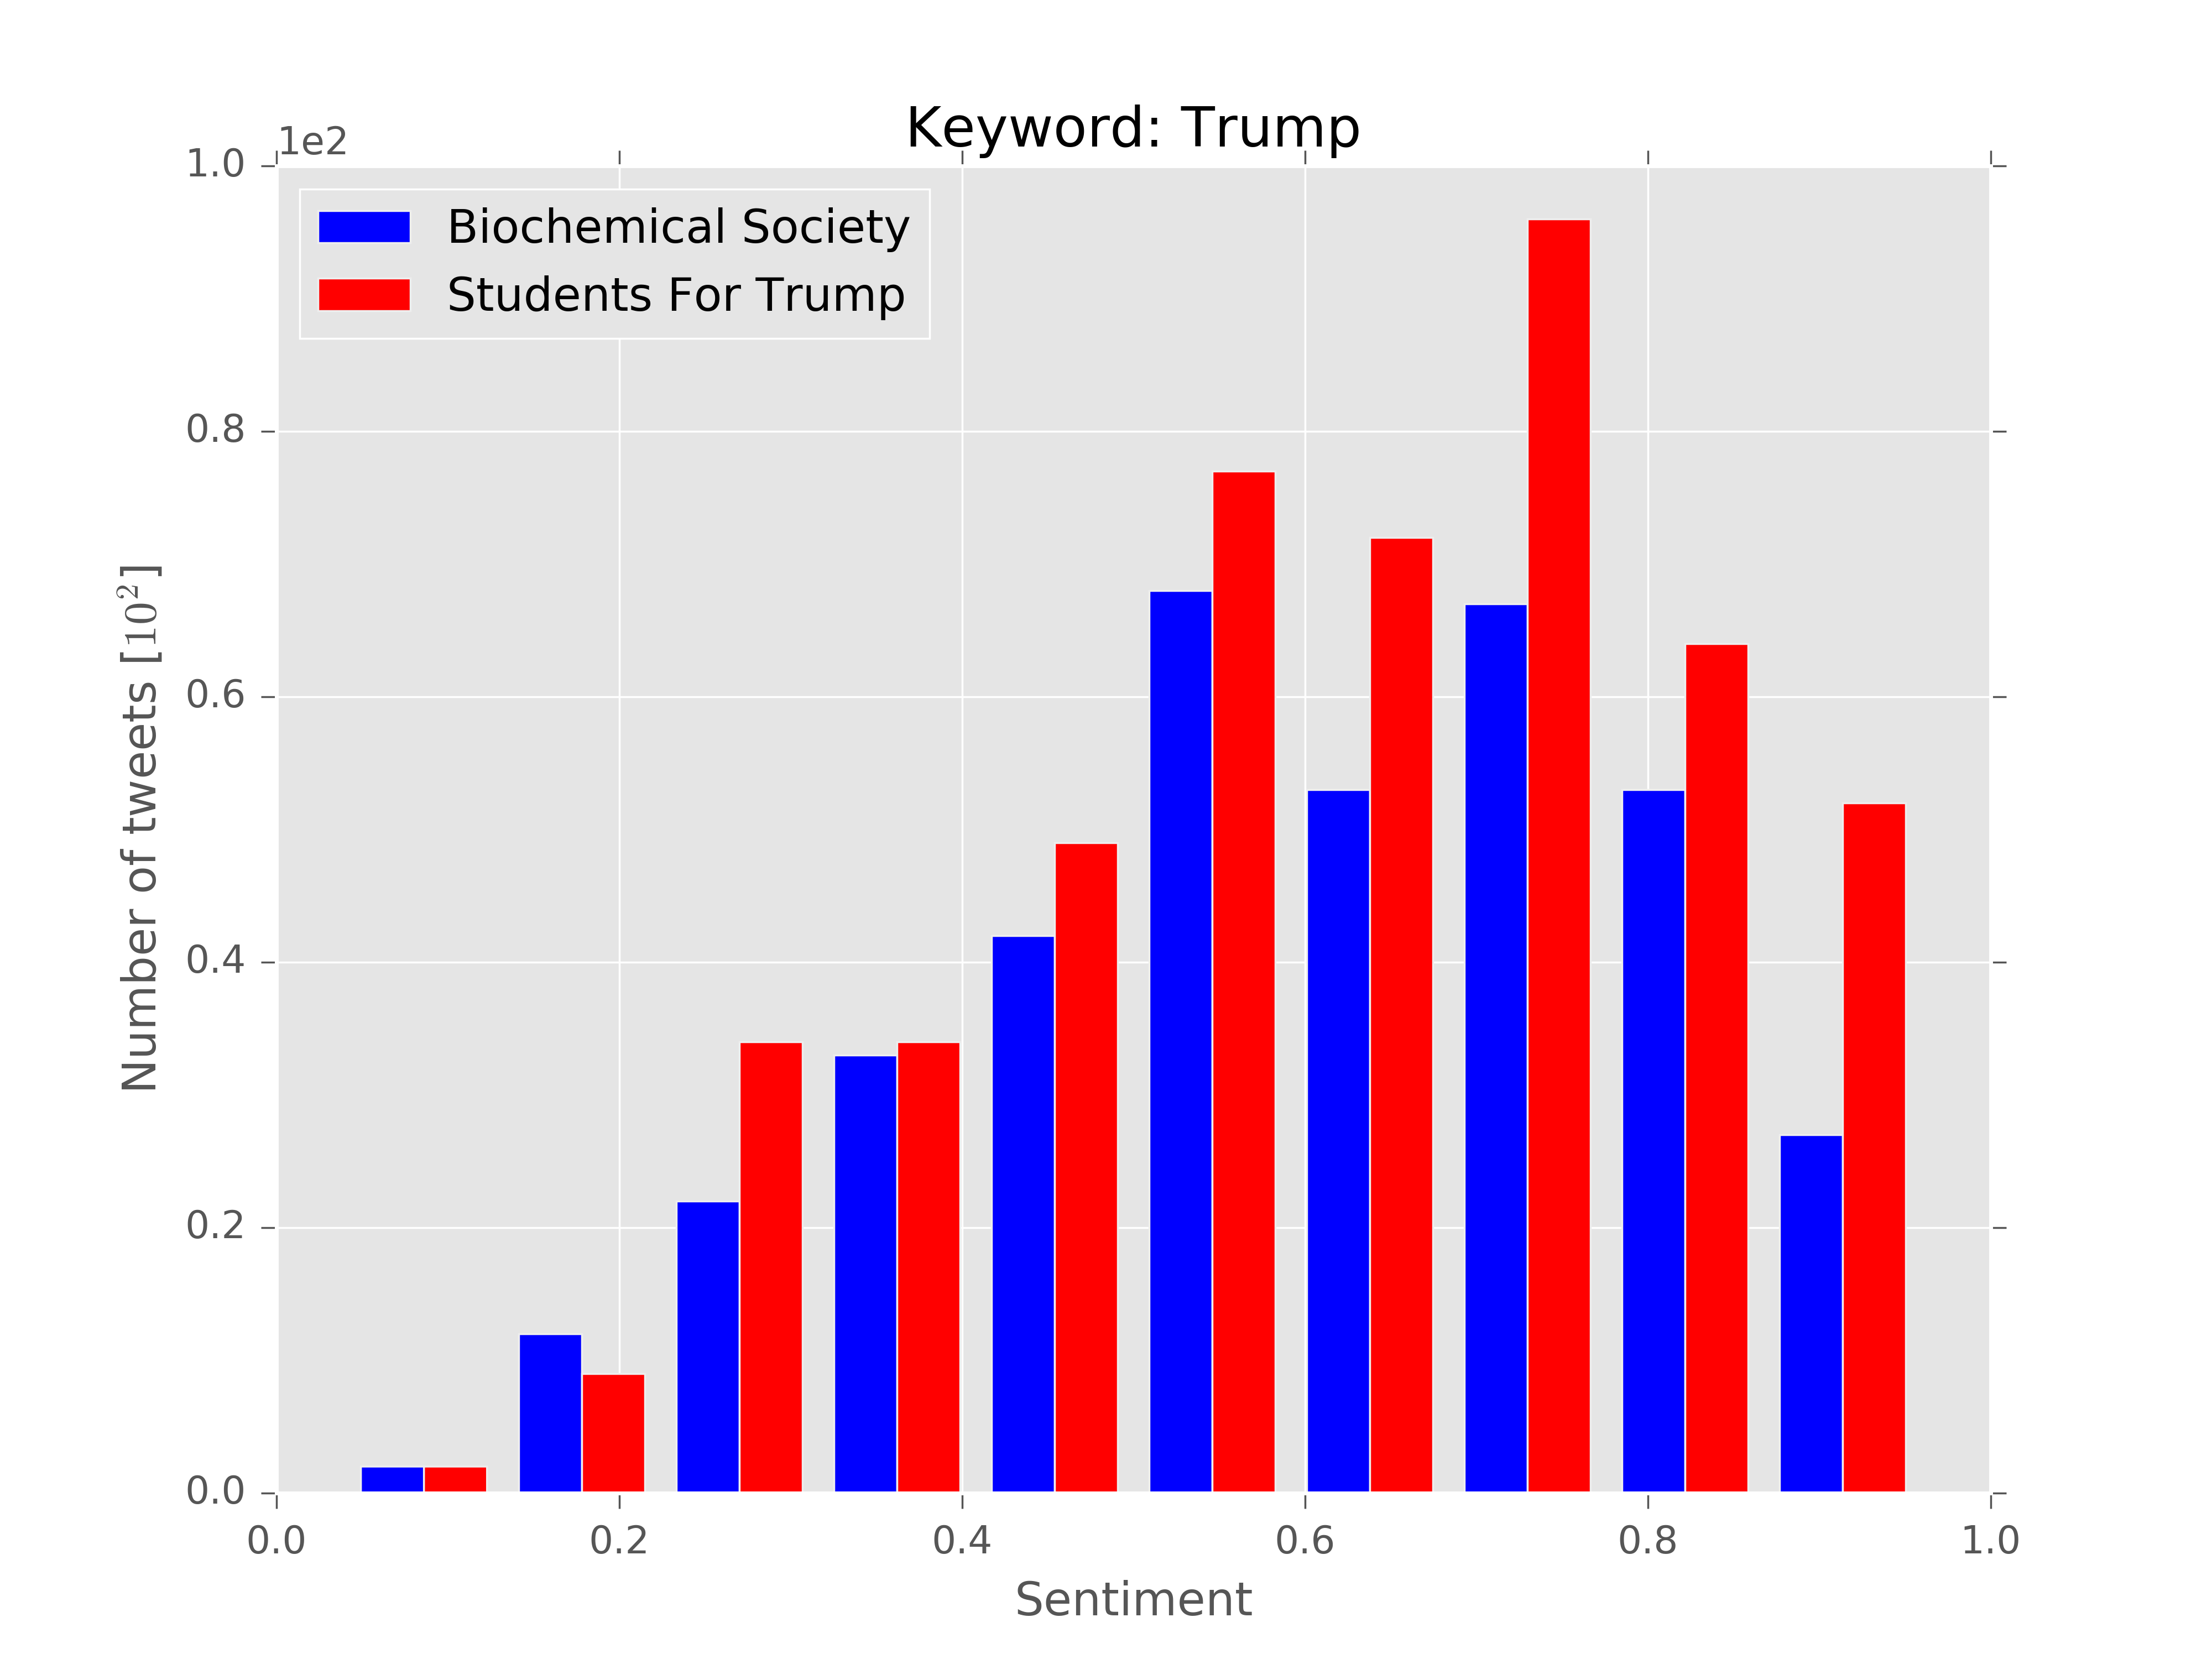 Keyword: Trump
1e2
Biochemical Society
Students For Trump
Number of tweets [10²]
1.0
0.8
0.6
0.4
0.2
0.0
0.0 0.2 0.4 0.6 0.8 1.0
Sentiment